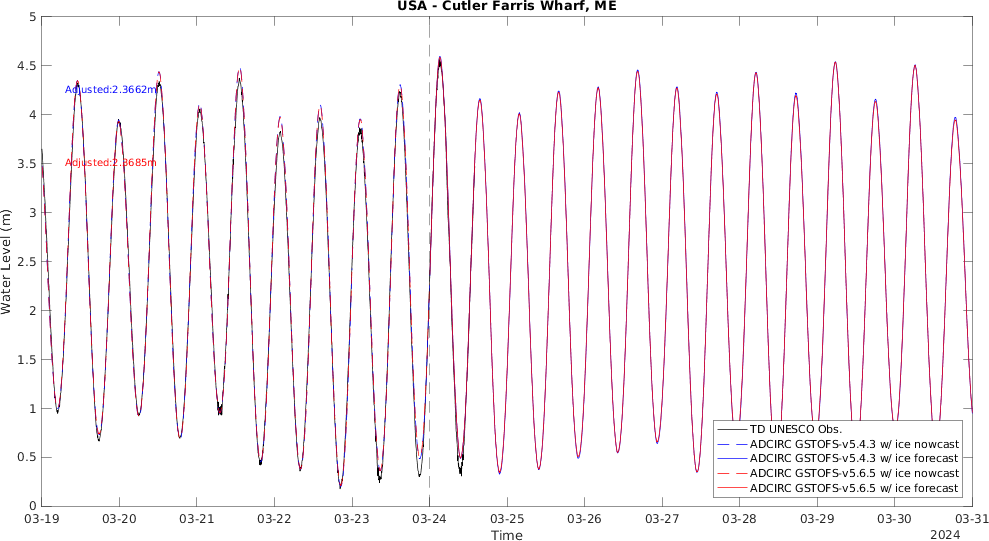 USA - Cutler Farris Wharf, ME
5
4.5
4
3.5
3
2.5
2
1.5
1
0.5
0
Water Level (m)
Adjusted:2.3662m
Adjusted:2.3685m
TD UNESCO Obs.
ADCIRC GSTOFS-v5.4.3 w/ ice nowcast
ADCIRC GSTOFS-v5.4.3 w/ ice forecast
ADCIRC GSTOFS-v5.6.5 w/ ice nowcast
ADCIRC GSTOFS-v5.6.5 w/ ice forecast
03-19 03-20 03-21 03-22 03-23 03-24 03-25 03-26 03-27 03-28 03-29 03-30 03-31
Time
2024